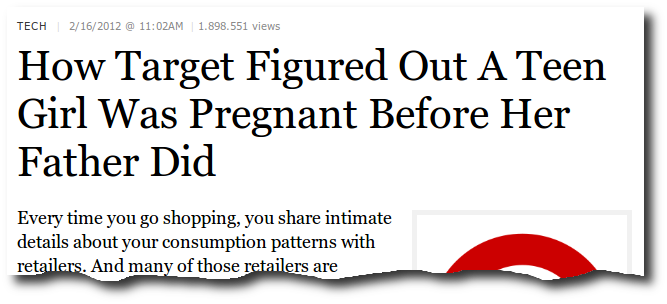 TECH | 2/16/2012 @ 11:02AM | 1.898.551 views
How Target Figured Out A Teen
Girl Was Pregnant Before Her
Father Did
Every time you go shopping, you share intimate
details about your consumption patterns with
retailers. And many of those retailers are